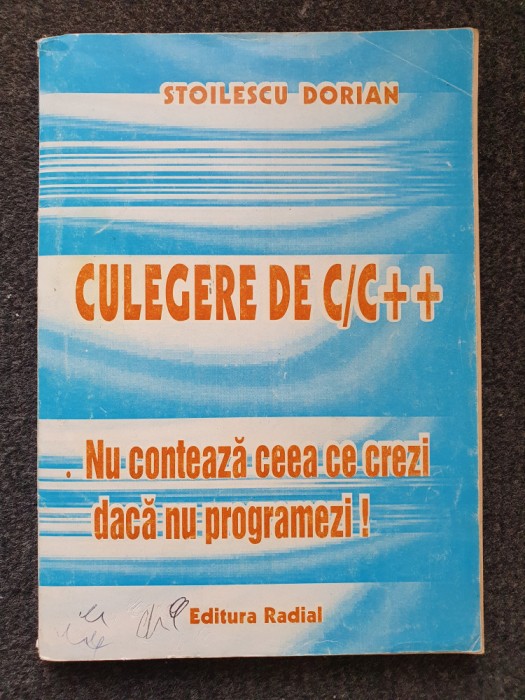 STOILESCU DORIAN
CULEGERE DE C/C++
. Nu contează ceea ce crezi
dacă nu programezi !
Editura Radial